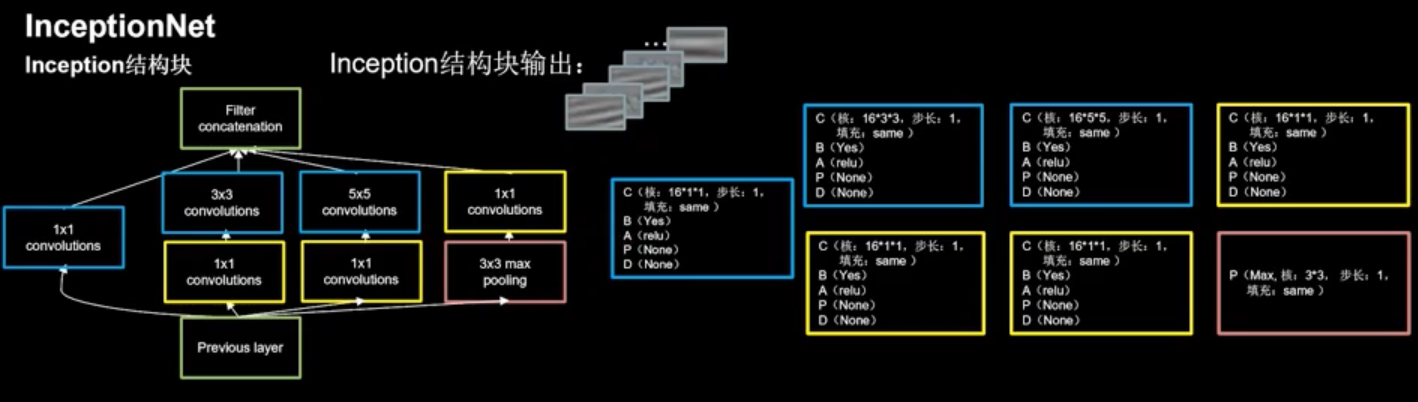 InceptionNet
Inception结构块
Inception结构块输出：
...
Filter
concatenation
3x3
convolutions
5x5
convolutions
1x1
convolutions
1x1
convolutions
1x1
convolutions
1x1
convolutions
3x3 max
pooling
Previous layer
C（核：16*1*1，步长：1，
填充：same ）
B（Yes）
A（relu）
P（None）
D（None）
C（核：16*3*3，步长：1，
填充：same ）
B（Yes）
A（relu）
P（None）
D（None）
C（核：16*5*5，步长：1，
填充：same ）
B（Yes）
A（relu）
P（None）
D（None）
C（核：16*1*1，步长：1，
填充：same ）
B（Yes）
A（relu）
P（None）
D（None）
C（核：16*1*1，步长：1，
填充：same ）
B（Yes）
A（relu）
P（None）
D（None）
C（核：16*1*1，步长：1，
填充：same ）
B（Yes）
A（relu）
P（None）
D（None）
P（Max, 核：3*3， 步长：1，
填充：same ）